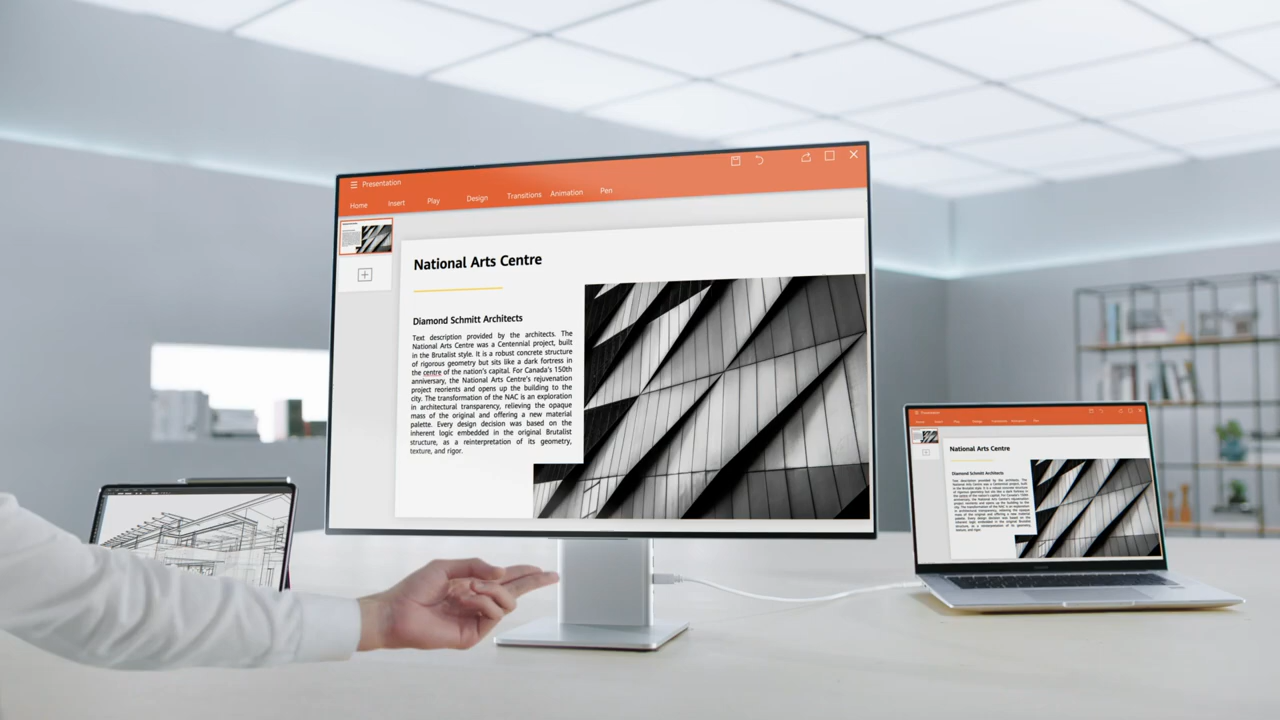 Presentation
Home Insert Play Design Transitions Animation Pen
National Arts Centre
Diamond Schmitt Architects
Text description provided by the architects. The
National Arts Centre was a Centennial project, built
in the Brutalist style. It is a robust concrete structure
of rigorous geometry but sits like a dark fortress in
the centre of the nation's capital. For Canada's 150th
anniversary, the National Arts Centre's rejuvenation
project reorients and opens up the building to the
city. The transformation of the NAC is an exploration
in architectural transparency, relieving the opaque
mass of the original and offering a new material
palette. Every design decision was based on the
inherent logic embedded in the original Brutalist
structure, as a reinterpretation of its geometry,
texture, and rigor.
Presentation
National Arts Centre
Diamond Schmitt Architects